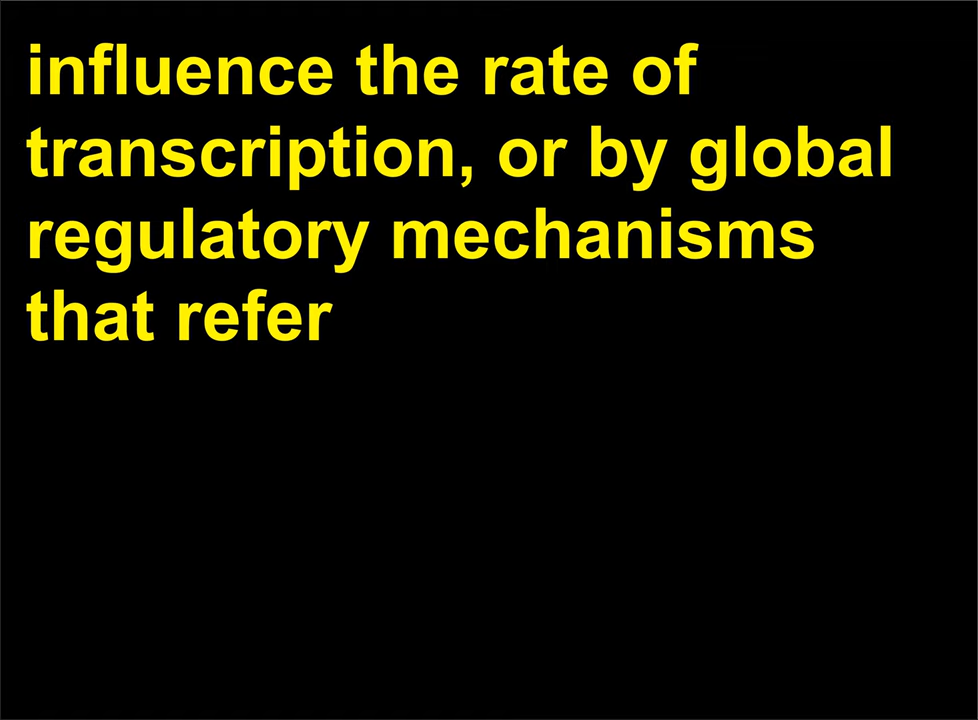 influence the rate of
transcription, or by global
regulatory mechanisms
that refer